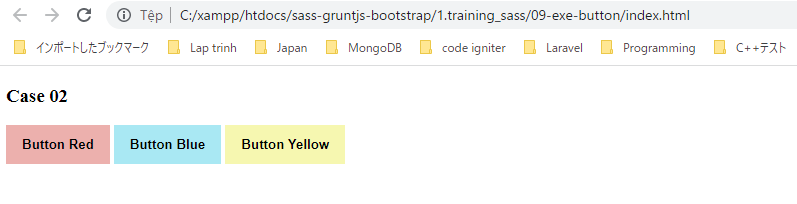 Tệp C:/xampp/htdocs/sass-gruntjs-bootstrap/1.training_sass/09-exe-button/index.html
インポートしたブックマーク Lap trinh Japan MongoDB code igniter Laravel Programming C++テスト
Case 02
Button Red Button Blue Button Yellow